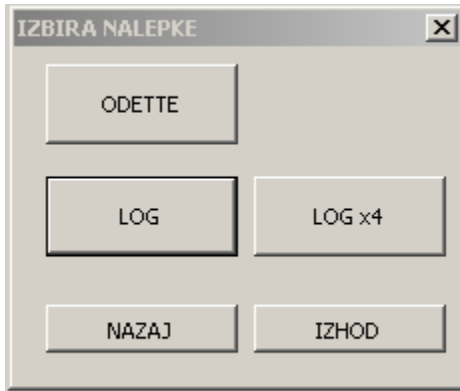 IZBIRA NALEPKE
ODETTE
LOG
LOG x4
NAZAJ
IZHOD